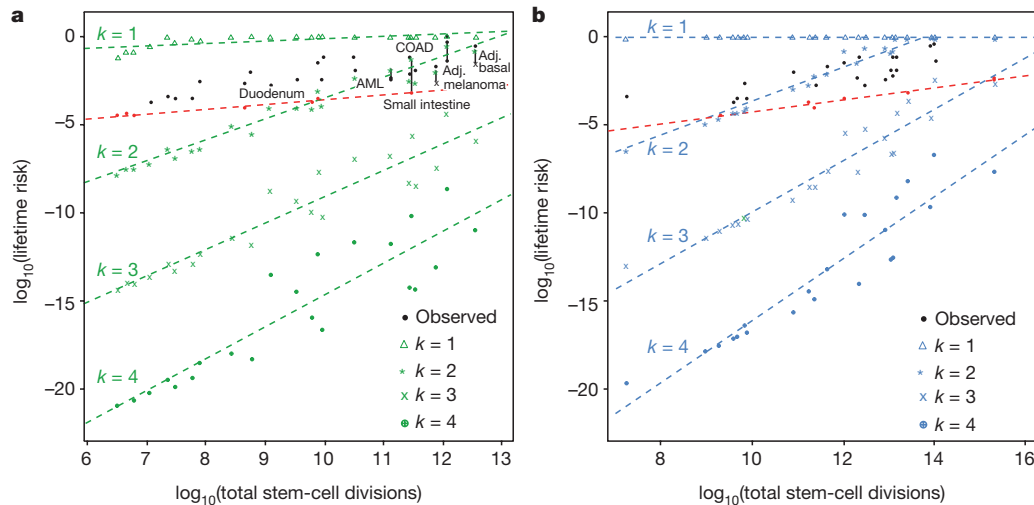 a
k = 1
k = 2
k = 3
k = 4
COAD
Duodenum
AML
Adj.
melanoma
Adj.
basal
Small intestine
Observed
k = 1
k = 2
k = 3
k = 4
0
−5
−10
−15
−20
log10(lifetime risk)
6 7 8 9 10 11 12 13
log10(total stem-cell divisions)
b
k = 1
k = 2
k = 3
k = 4
Observed
k = 1
k = 2
k = 3
k = 4
0
−5
−10
−15
−20
log10(lifetime risk)
8 10 12 14 16
log10(total stem-cell divisions)